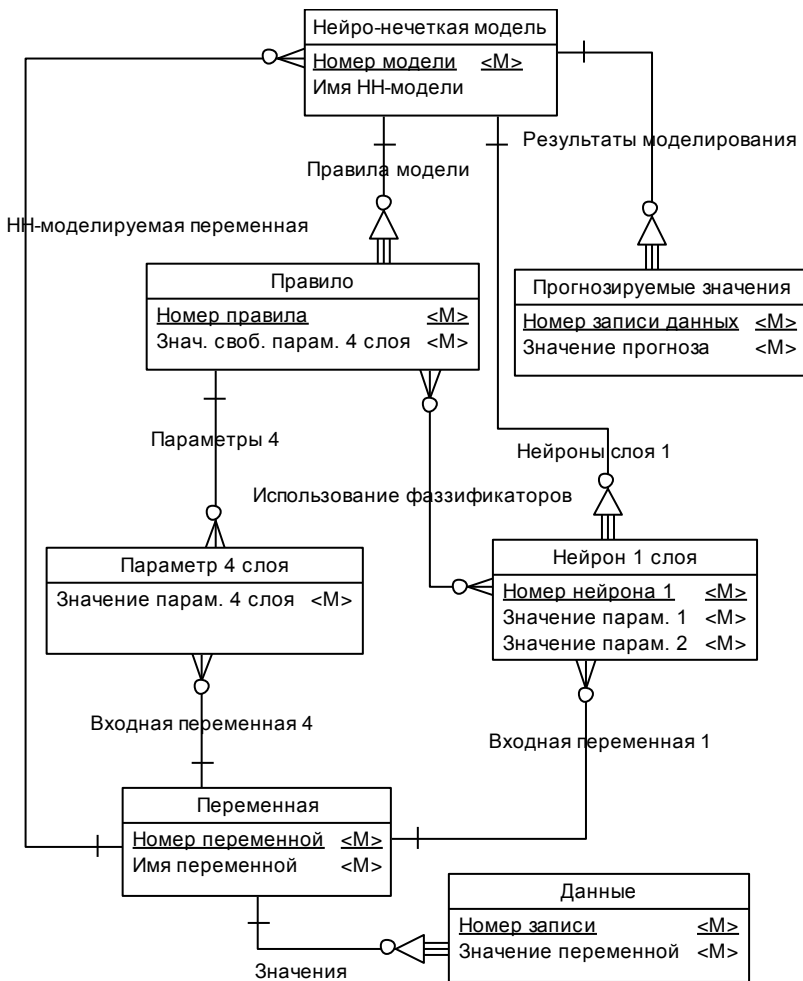 Нейро-нечеткая модель
Номер модели <M>
Имя НН-модели
Результаты моделирования
Правила модели
НН-моделируемая переменная
Правило
Номер правила <M>
Знач. своб. парам. 4 слоя <M>
Прогнозируемые значения
Номер записи данных <M>
Значение прогноза <M>
Параметры 4
Нейроны слоя 1
Использование фаззификаторов
Параметр 4 слоя
Значение парам. 4 слоя <M>
Нейрон 1 слоя
Номер нейрона 1 <M>
Значение парам. 1 <M>
Значение парам. 2 <M>
Входная переменная 4
Входная переменная 1
Переменная
Номер переменной <M>
Имя переменной <M>
Данные
Номер записи <M>
Значение переменной <M>
Значения